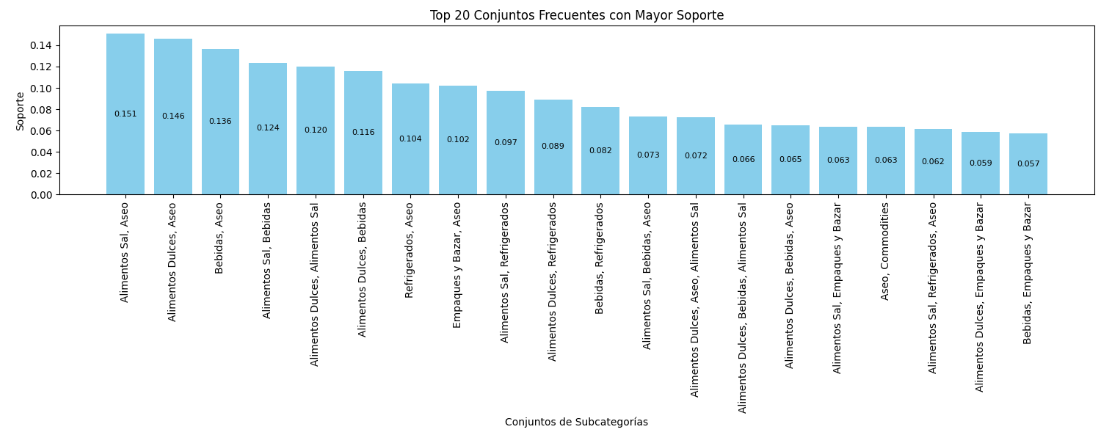 Top 20 Conjuntos Frecuentes con Mayor Soporte
Soporte
0.14
0.12
0.10
0.08
0.06
0.04
0.02
0.00
0.151
0.146
0.136
0.124
0.120
0.116
0.104
0.102
0.097
0.089
0.082
0.073
0.072
0.066
0.065
0.063
0.063
0.062
0.059
0.057
Alimentos Sal, Aseo
Alimentos Dulces, Aseo
Bebidas, Aseo
Alimentos Sal, Bebidas
Alimentos Dulces, Alimentos Sal
Alimentos Dulces, Bebidas
Refrigerados, Aseo
Empaques y Bazar, Aseo
Alimentos Sal, Refrigerados
Alimentos Dulces, Refrigerados
Bebidas, Refrigerados
Alimentos Sal, Bebidas, Aseo
Alimentos Dulces, Aseo, Alimentos Sal
Alimentos Dulces, Bebidas, Alimentos Sal
Alimentos Dulces, Bebidas, Aseo
Alimentos Sal, Empaques y Bazar
Aseo, Commodities
Alimentos Sal, Refrigerados, Aseo
Alimentos Dulces, Empaques y Bazar
Bebidas, Empaques y Bazar
Conjuntos de Subcategorías